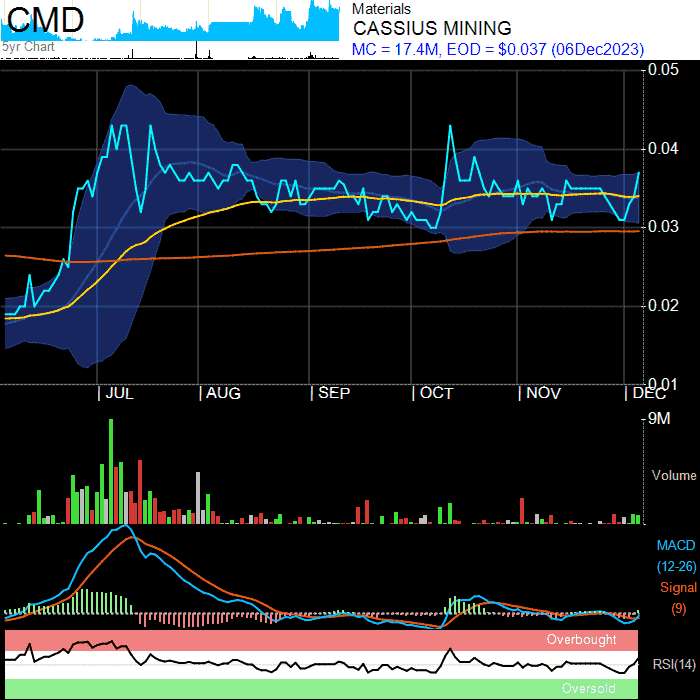 CMD
5yr Chart
Materials
CASSIUS MINING
MC = 17.4M, EOD = $0.037 (06Dec2023)
0.05
0.04
0.03
0.02
0.01
| JUL | AUG | SEP | OCT | NOV | DEC
9M
Volume
MACD
(12-26)
Signal
(9)
Overbought
RSI(14)
Oversold